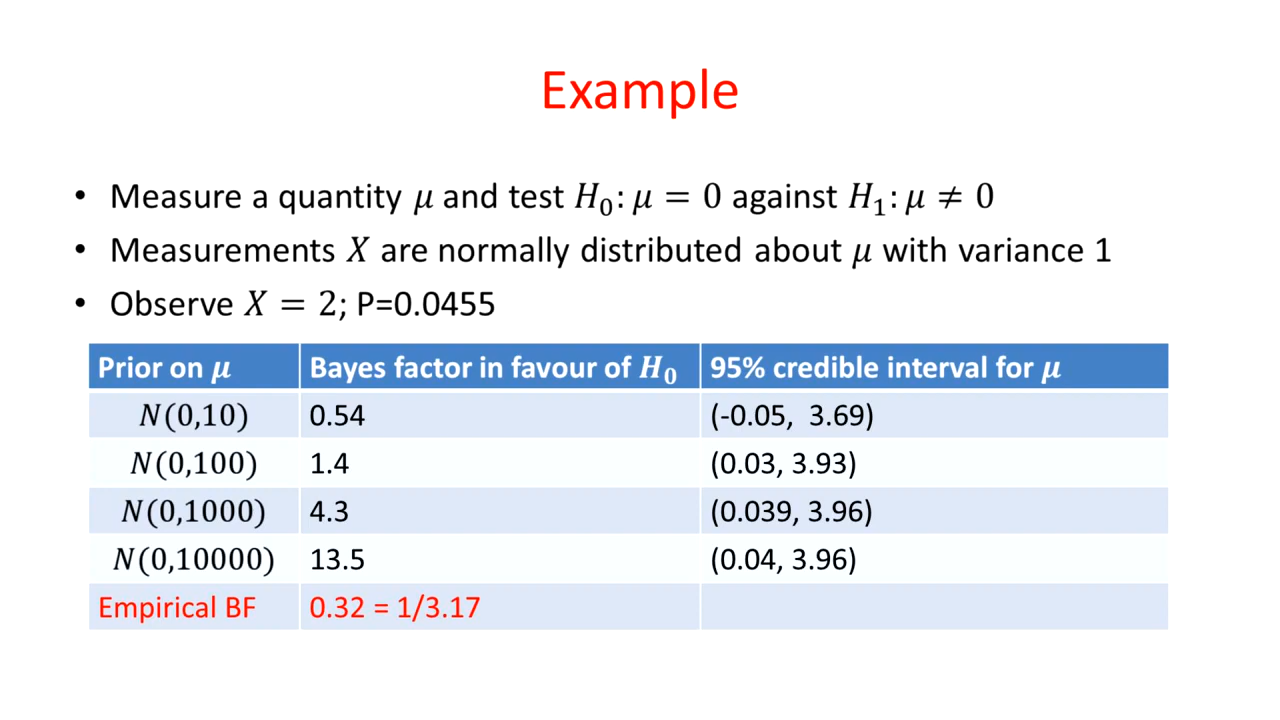 Example
• Measure a quantity 𝜇 and test 𝐻₀: 𝜇 = 0 against 𝐻₁: 𝜇 ≠ 0
• Measurements 𝑋 are normally distributed about 𝜇 with variance 1
• Observe 𝑋 = 2; P=0.0455
Prior on 𝝁 Bayes factor in favour of 𝑯₀ 95% credible interval for 𝝁
𝑁(0,10) 0.54 (-0.05, 3.69)
𝑁(0,100) 1.4 (0.03, 3.93)
𝑁(0,1000) 4.3 (0.039, 3.96)
𝑁(0,10000) 13.5 (0.04, 3.96)
Empirical BF 0.32 = 1/3.17